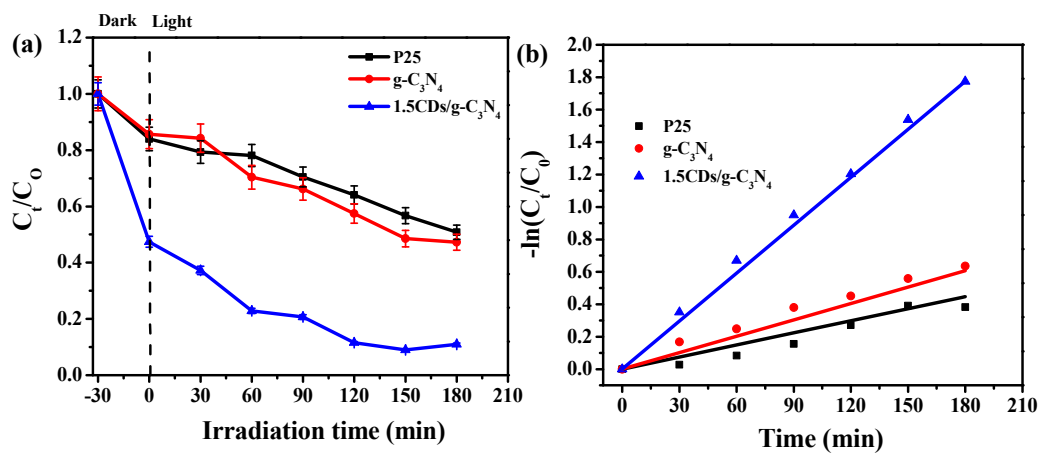 Dark Light
(a)
1.2
1.0
0.8
0.6
0.4
0.2
0.0
-30 0 30 60 90 120 150 180 210
Cₜ/C_O
Irradiation time (min)
P25
g-C₃N₄
1.5CDs/g-C₃N₄
(b)
2.0
1.8
1.6
1.4
1.2
1.0
0.8
0.6
0.4
0.2
0.0
0 30 60 90 120 150 180 210
-ln(Cₜ/C₀)
Time (min)
P25
g-C₃N₄
1.5CDs/g-C₃N₄